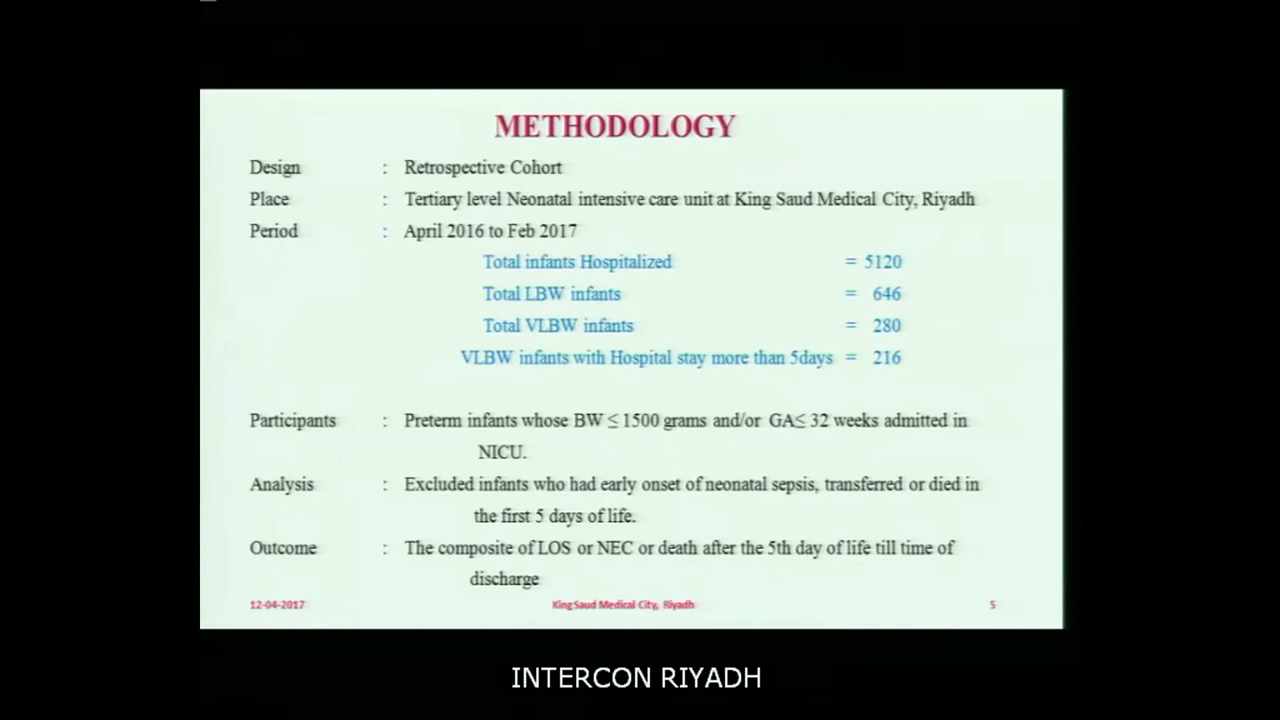 METHODOLOGY
Design : Retrospective Cohort
Place : Tertiary level Neonatal intensive care unit at King Saud Medical City, Riyadh
Period : April 2016 to Feb 2017
Total infants Hospitalized = 5120
Total LBW infants = 646
Total VLBW infants = 280
VLBW infants with Hospital stay more than 5days = 216
Participants : Preterm infants whose BW ≤ 1500 grams and/or GA≤ 32 weeks admitted in
NICU.
Analysis : Excluded infants who had early onset of neonatal sepsis, transferred or died in
the first 5 days of life.
Outcome : The composite of LOS or NEC or death after the 5th day of life till time of
discharge
12-04-2017 King Saud Medical City, Riyadh 5
INTERCON RIYADH